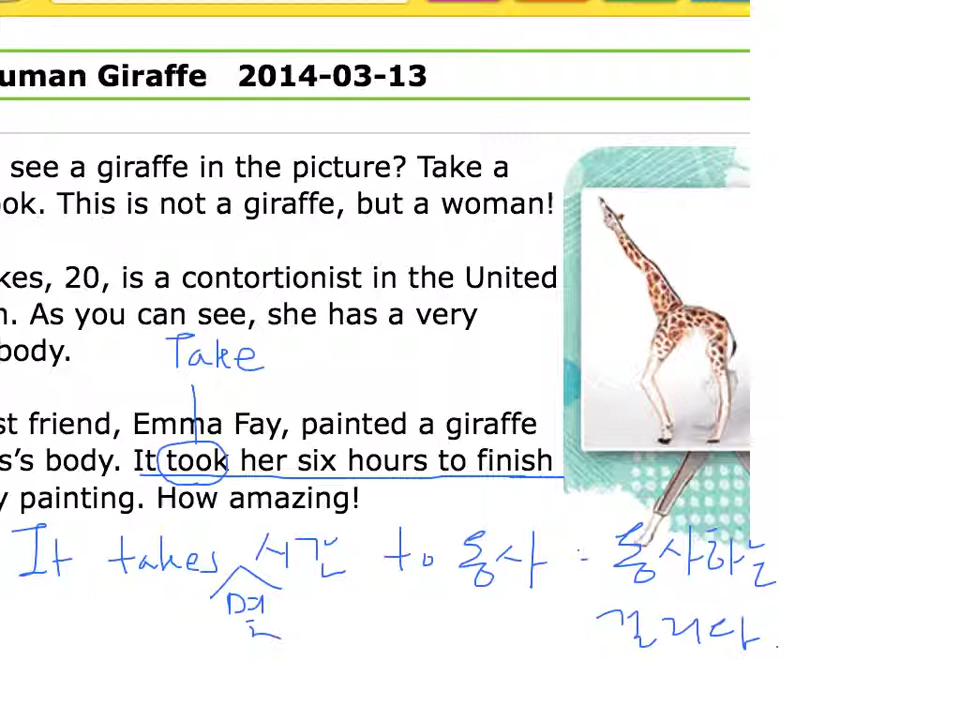 uman Giraffe 2014-03-13
see a giraffe in the picture? Take a
ook. This is not a giraffe, but a woman!
kes, 20, is a contortionist in the United
n. As you can see, she has a very
body.
Take
st friend, Emma Fay, painted a giraffe
s's body. It took her six hours to finish
y painting. How amazing!
It takes 시간 to 동사 : 동사하는
걸리다.